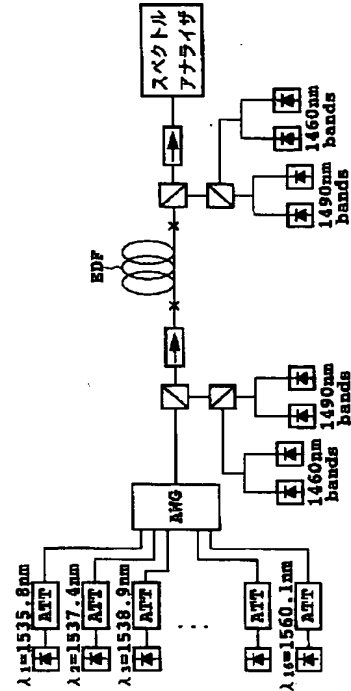 λ1=1535.8nm
ATT
λ2=1537.4nm
ATT
λ3=1538.9nm
ATT
...
ATT
λ16=1560.1nm
ATT
AWG
1460nm
bands
1490nm
bands
EDF
1490nm
bands
1460nm
bands
スペクトル
アナライザ